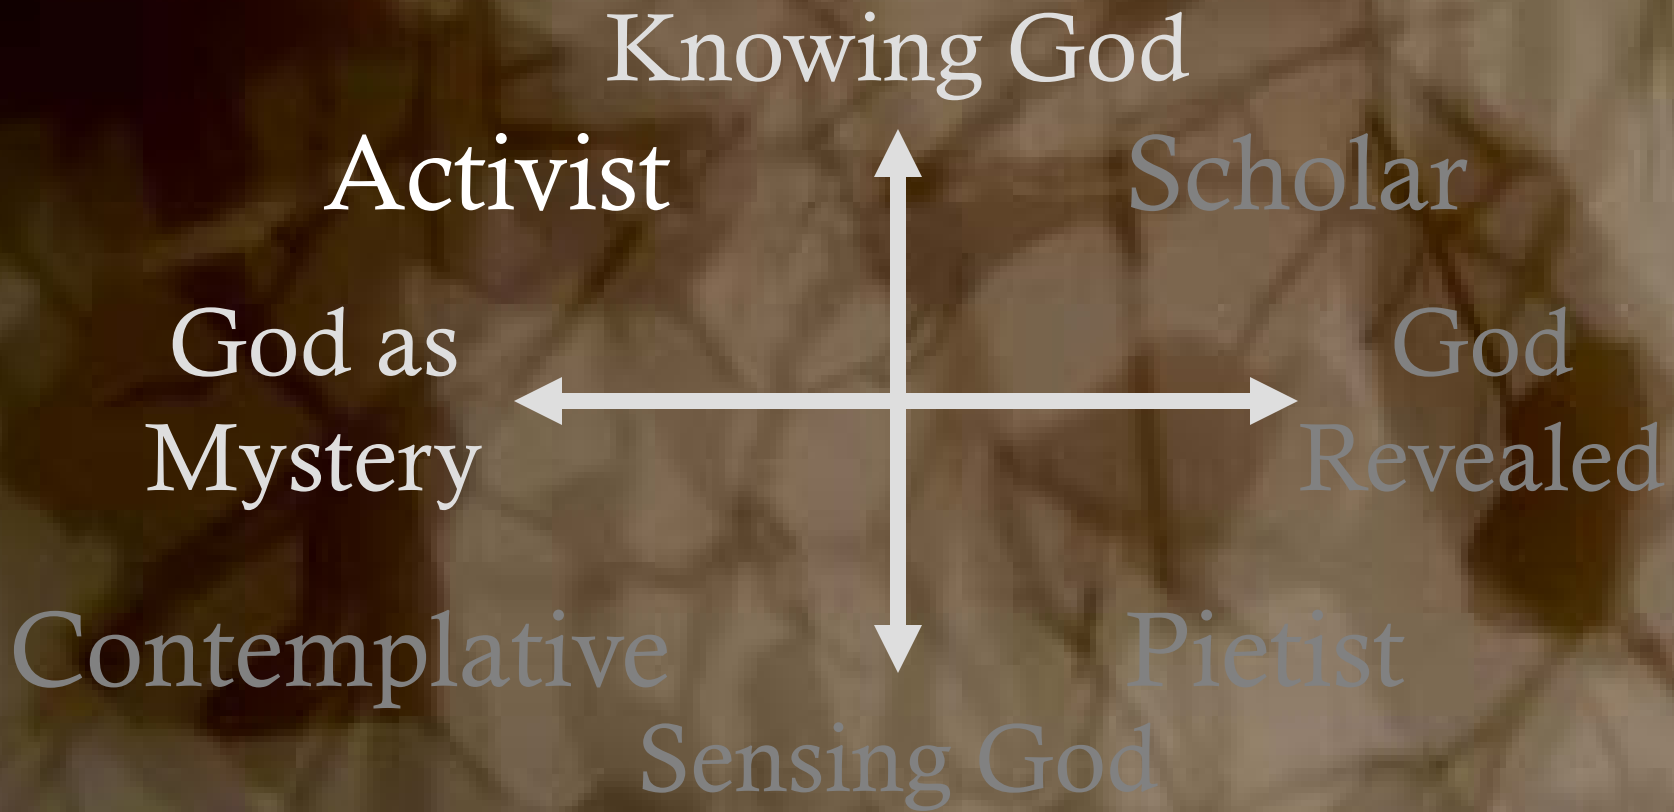 Knowing God
Activist
Scholar
God as
Mystery
God
Revealed
Contemplative
Pietist
Sensing God